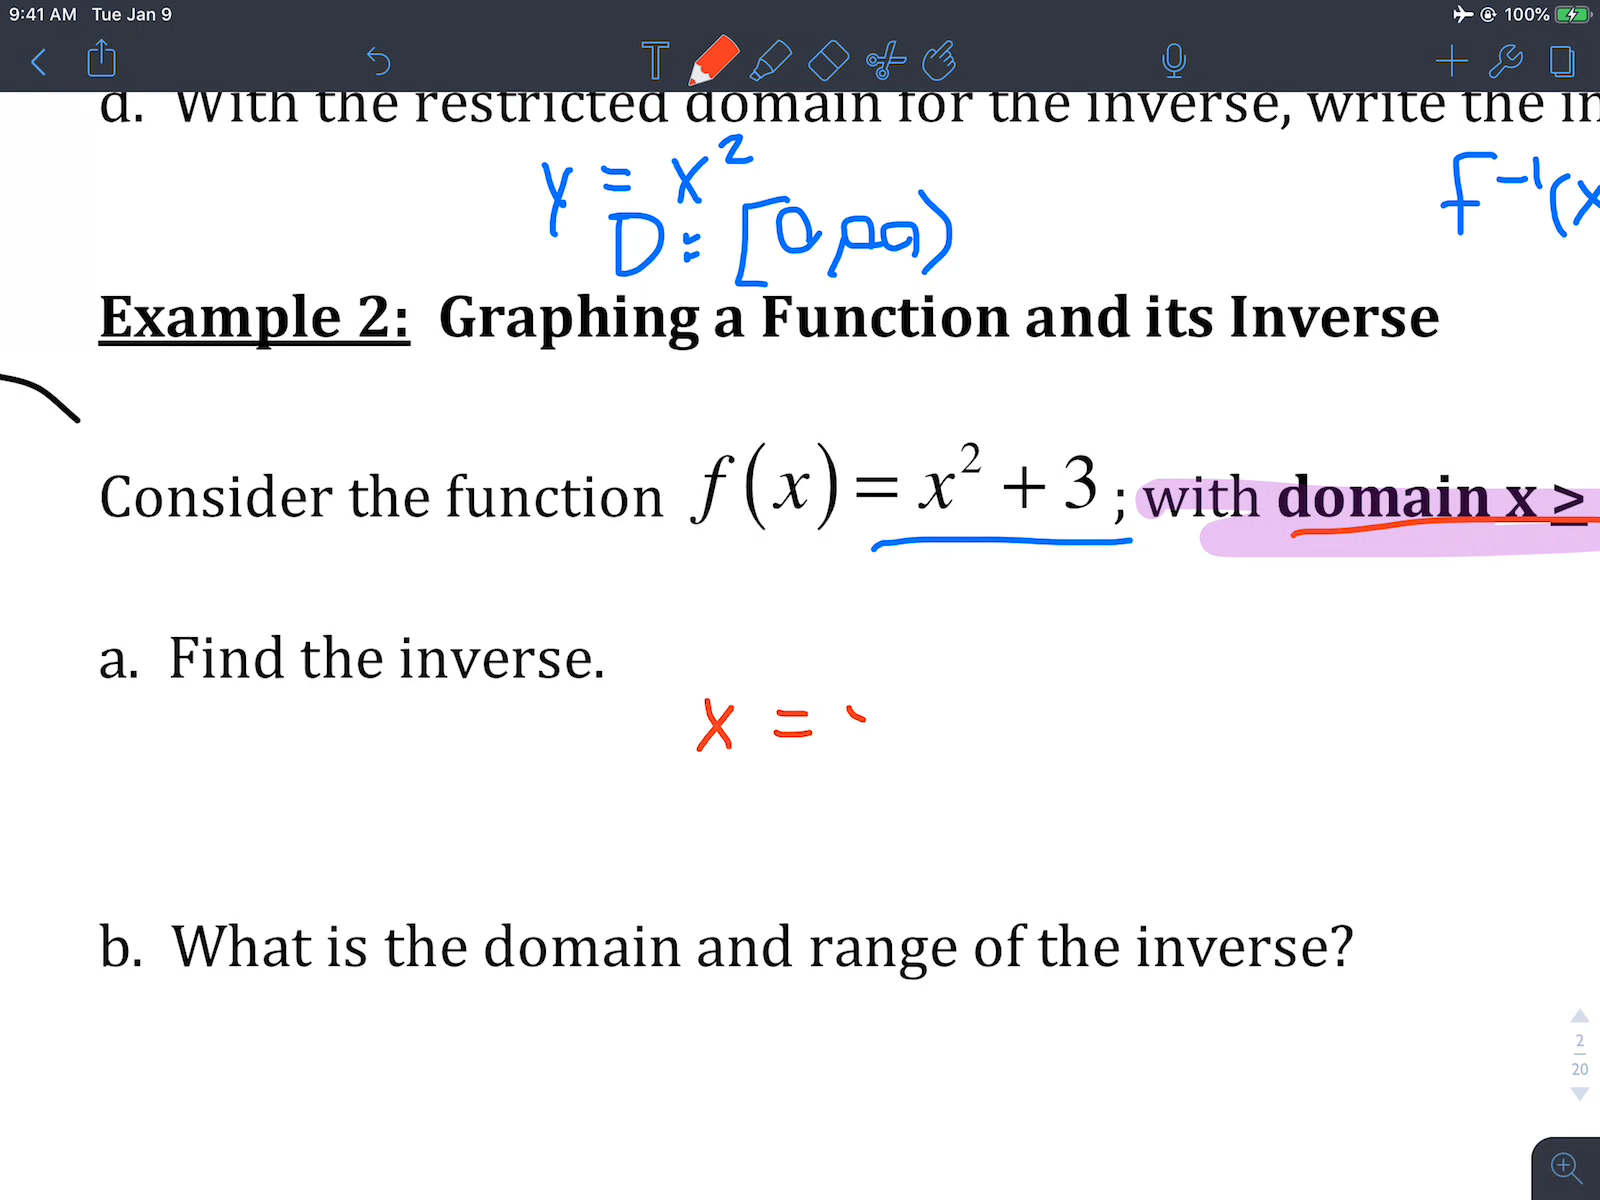 9:41 AM Tue Jan 9 100%
T
d. With the restricted domain for the inverse, write the in
y = x²
D: [0,∞)
f⁻¹(x
Example 2: Graphing a Function and its Inverse
Consider the function f(x) = x² + 3 ; with domain x ≥
a. Find the inverse.
x =
b. What is the domain and range of the inverse?
2
20